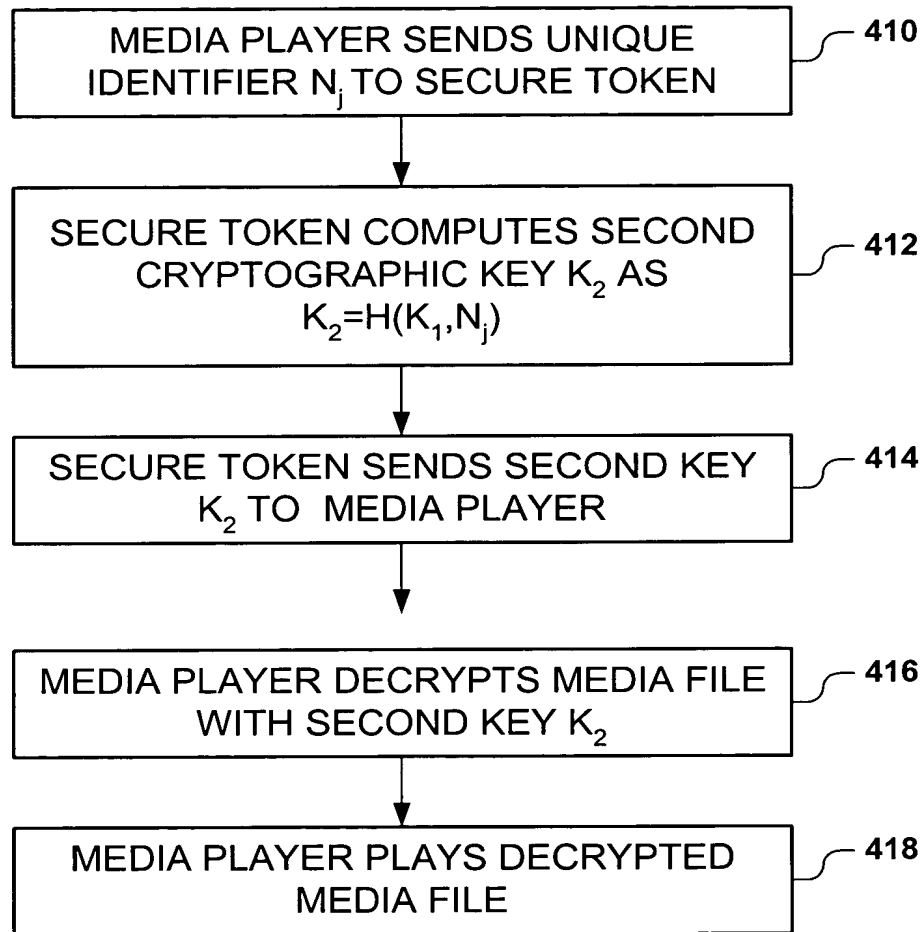 MEDIA PLAYER SENDS UNIQUE
IDENTIFIER Nj TO SECURE TOKEN
410
SECURE TOKEN COMPUTES SECOND
CRYPTOGRAPHIC KEY K2 AS
K2=H(K1,Nj)
412
SECURE TOKEN SENDS SECOND KEY
K2 TO MEDIA PLAYER
414
MEDIA PLAYER DECRYPTS MEDIA FILE
WITH SECOND KEY K2
416
MEDIA PLAYER PLAYS DECRYPTED
MEDIA FILE
418